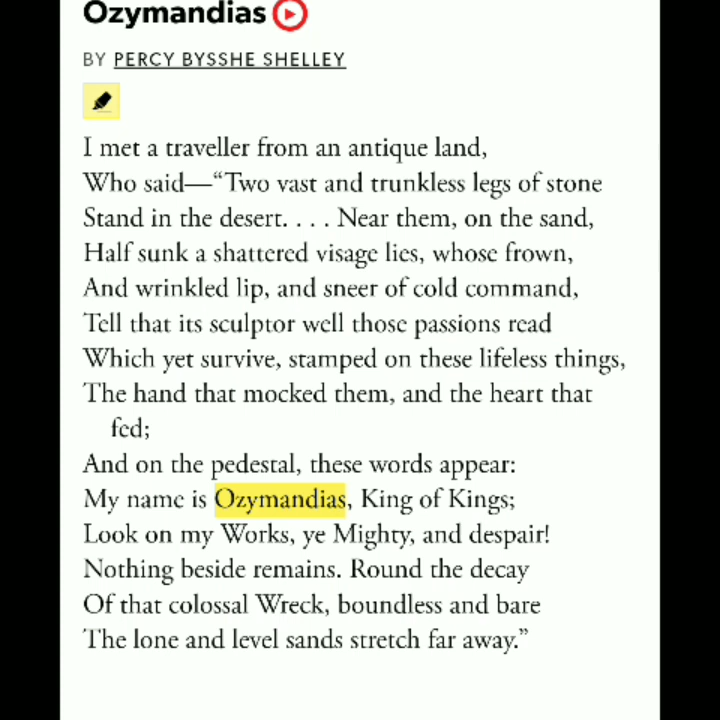 Ozymandias
BY PERCY BYSSHE SHELLEY
I met a traveller from an antique land,
Who said—“Two vast and trunkless legs of stone
Stand in the desert. . . . Near them, on the sand,
Half sunk a shattered visage lies, whose frown,
And wrinkled lip, and sneer of cold command,
Tell that its sculptor well those passions read
Which yet survive, stamped on these lifeless things,
The hand that mocked them, and the heart that
fed;
And on the pedestal, these words appear:
My name is Ozymandias, King of Kings;
Look on my Works, ye Mighty, and despair!
Nothing beside remains. Round the decay
Of that colossal Wreck, boundless and bare
The lone and level sands stretch far away.”